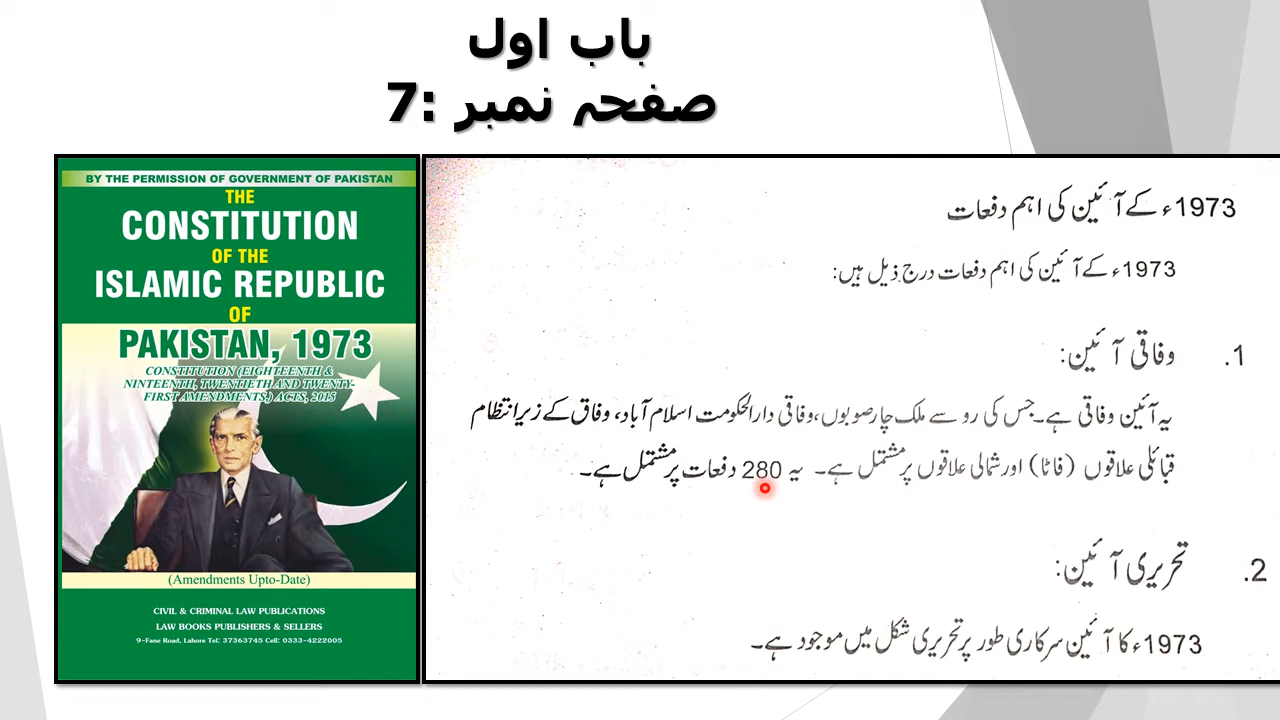 باب اول
صفحہ نمبر :7
BY THE PERMISSION OF GOVERNMENT OF PAKISTAN
THE
CONSTITUTION
OF THE
ISLAMIC REPUBLIC
OF
PAKISTAN, 1973
CONSTITUTION (EIGHTEENTH &
NINTEENTH, TWENTIETH AND TWENTY-
FIRST AMENDMENTS,) ACTS, 2015
(Amendments Upto-Date)
CIVIL & CRIMINAL LAW PUBLICATIONS
LAW BOOKS PUBLISHERS & SELLERS
9-Fane Road, Lahore Tel: 37363745 Cell: 0333-4222005
1973ء کے آئین کی اہم دفعات
1973ء کے آئین کی اہم دفعات درج ذیل ہیں:
1. وفاقی آئین:
یہ آئین وفاقی ہے۔ جس کی رو سے ملک چار صوبوں، وفاقی دارالحکومت اسلام آباد، وفاق کے زیر انتظام
قبائلی علاقوں (فاٹا) اور شمالی علاقوں پر مشتمل ہے۔ یہ 280 دفعات پر مشتمل ہے۔
2. تحریری آئین:
1973ء کا آئین سرکاری طور پر تحریری شکل میں موجود ہے۔